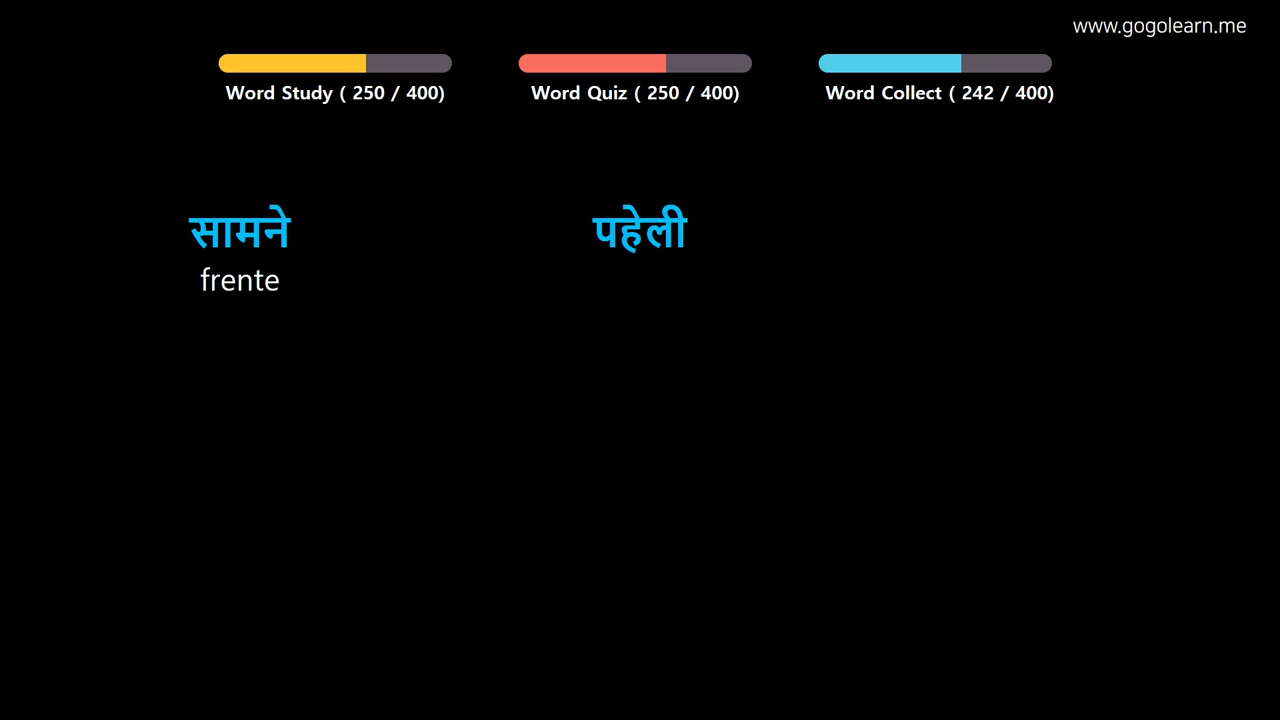 www.gogolearn.me
Word Study ( 250 / 400)
Word Quiz ( 250 / 400)
Word Collect ( 242 / 400)
सामने
पहेली
frente